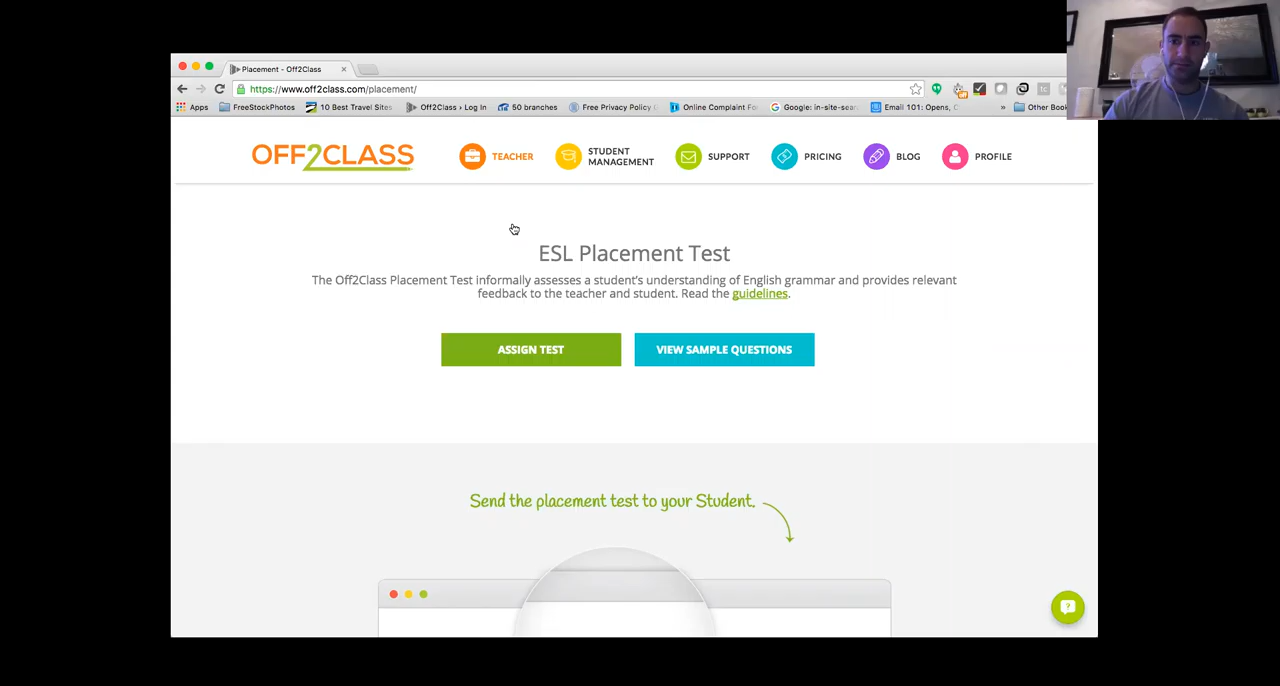 Placement - Off2Class
https://www.off2class.com/placement/
Apps FreeStockPhotos 10 Best Travel Sites Off2Class › Log In 50 branches Free Privacy Online Complaint Fo Google: in-site-sear Email 101: Opens, C » Other Book
OFF2CLASS TEACHER STUDENT MANAGEMENT SUPPORT PRICING BLOG PROFILE
ESL Placement Test
The Off2Class Placement Test informally assesses a student's understanding of English grammar and provides relevant
feedback to the teacher and student. Read the guidelines.
ASSIGN TEST VIEW SAMPLE QUESTIONS
Send the placement test to your Student.